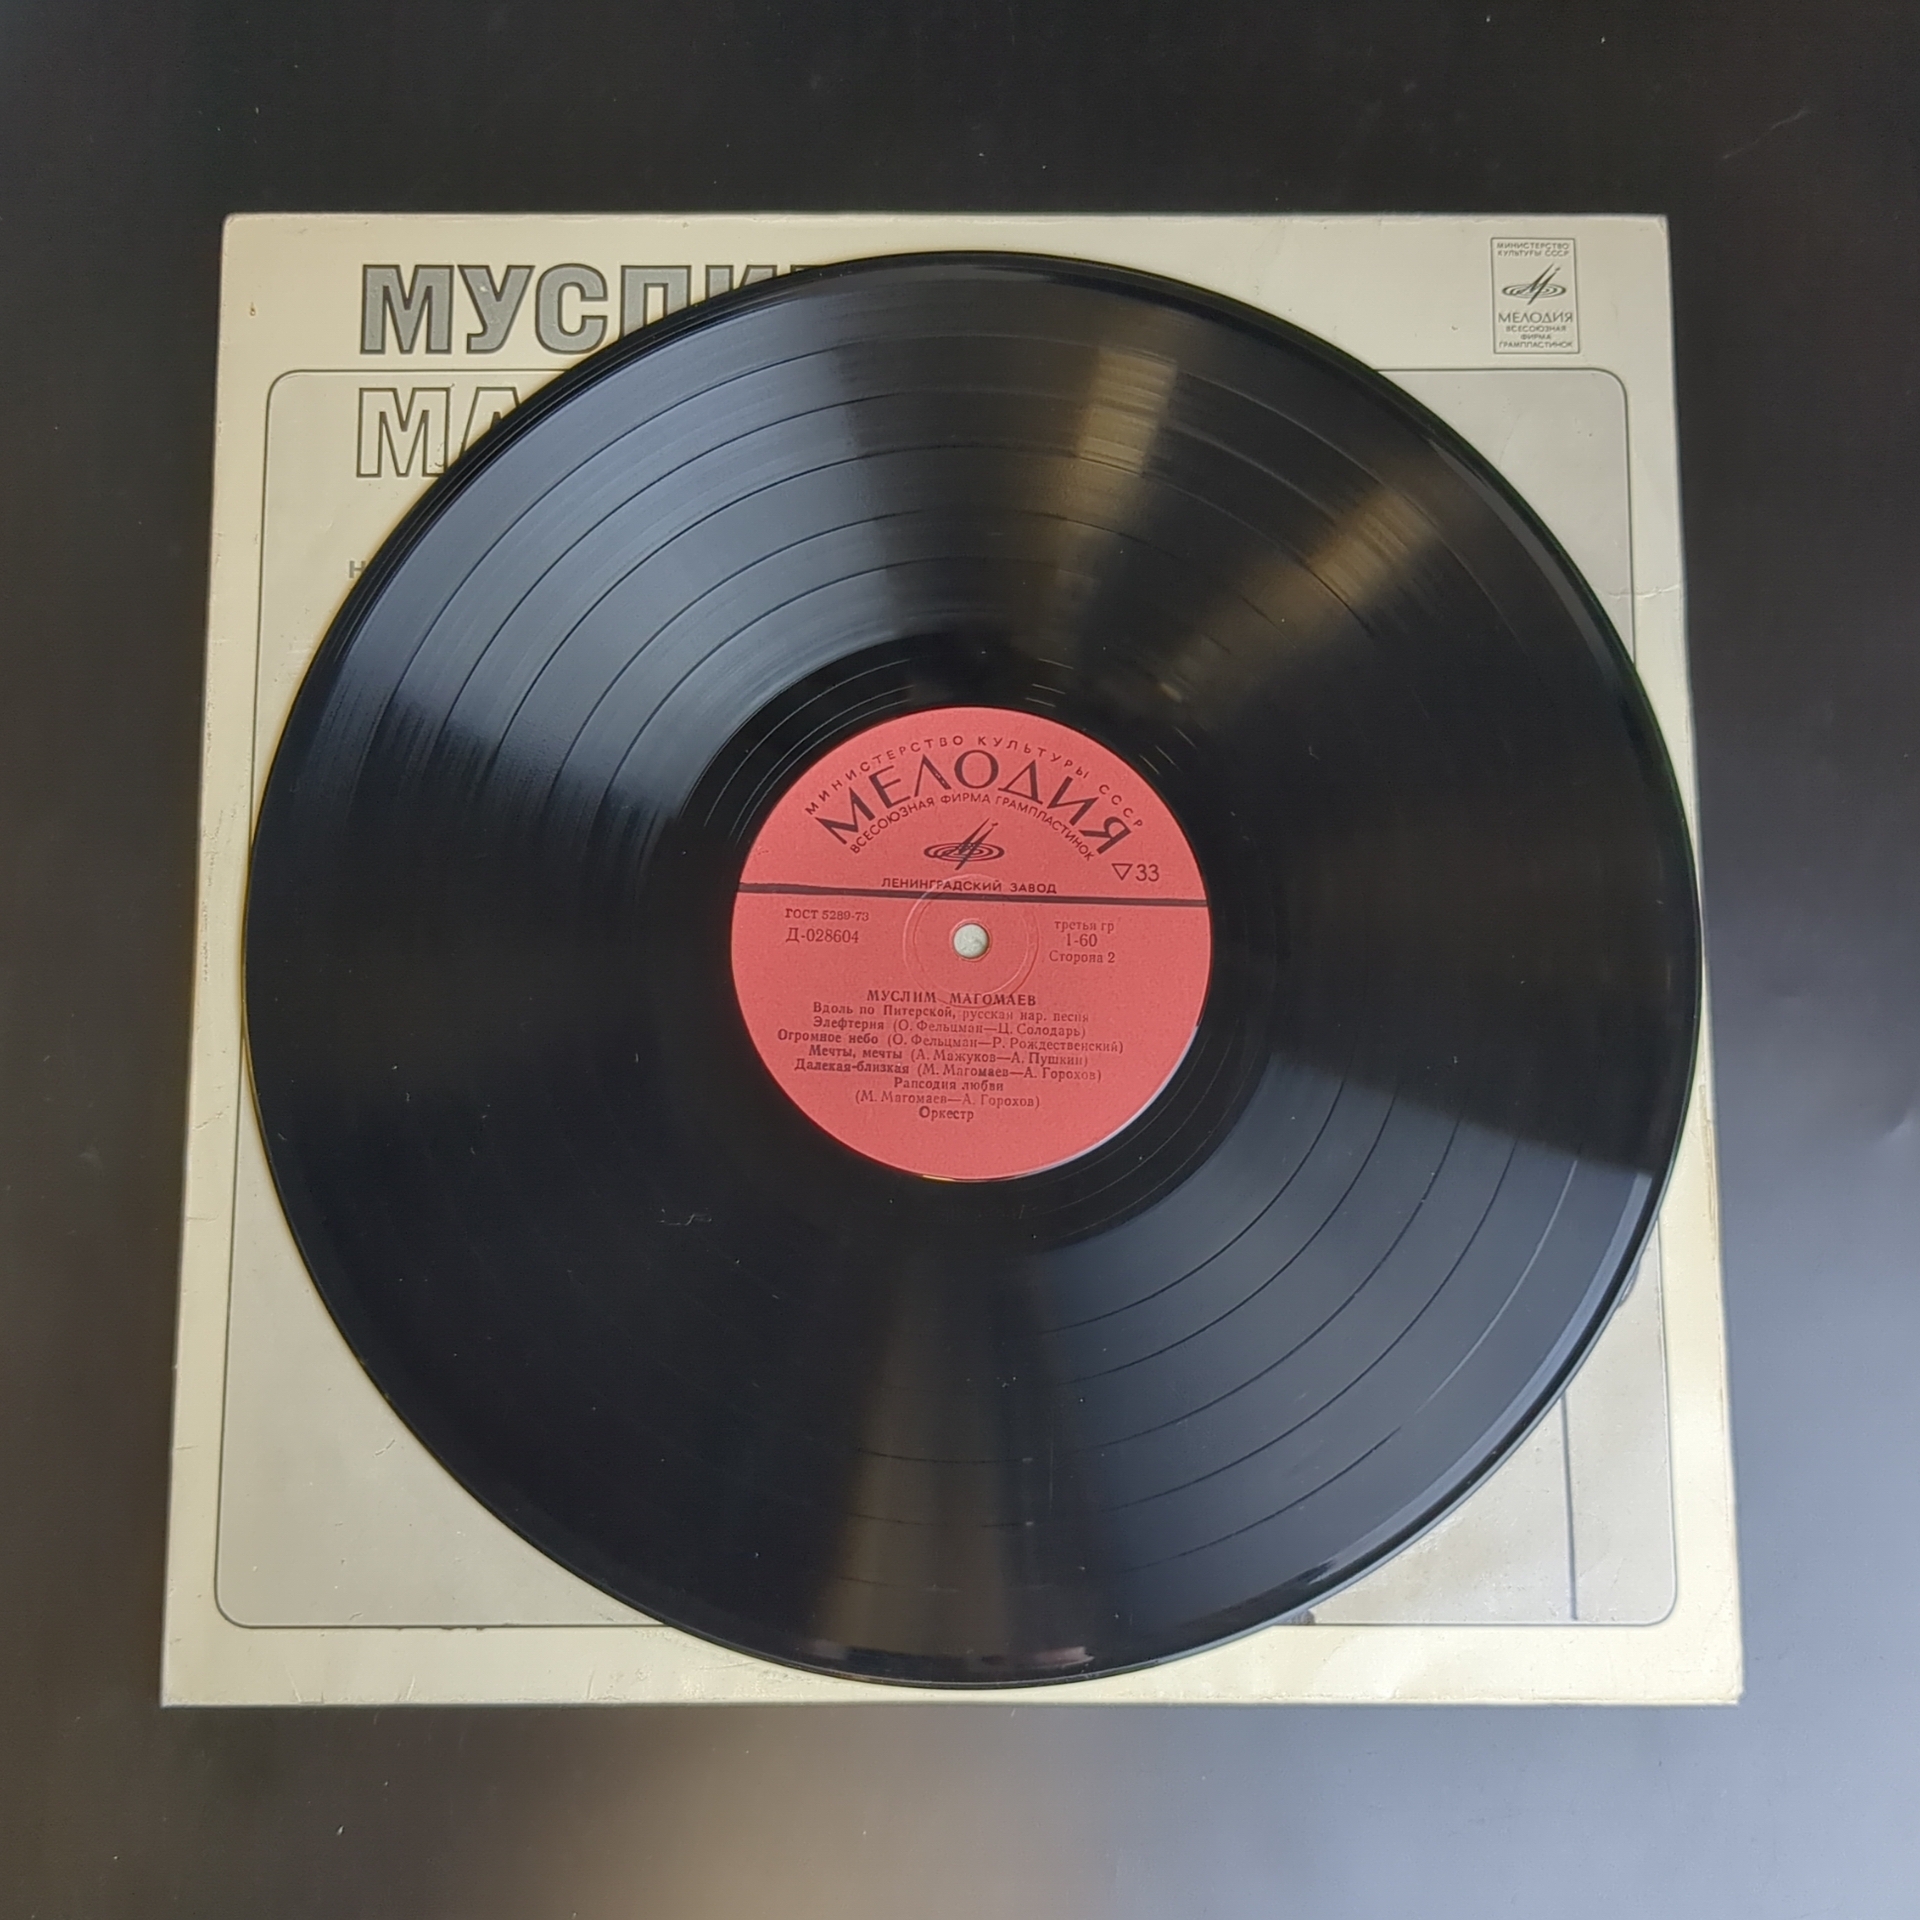 МУСЛИ
МА
Н
МИНИСТЕРСТВО
КУЛЬТУРЫ СССР
МЕЛОДИЯ
ВСЕСОЮЗНАЯ
ФИРМА
ГРАМПЛАСТИНОК
МИНИСТЕРСТВО КУЛЬТУРЫ СССР
МЕЛОДИЯ
ВСЕСОЮЗНАЯ ФИРМА ГРАМПЛАСТИНОК
▽33
ЛЕНИНГРАДСКИЙ ЗАВОД
ГОСТ 5289-73
Д-028604
третья гр
1-60
Сторона 2
МУСЛИМ МАГОМАЕВ
Вдоль по Питерской, русская нар. песня
Элефтерия (О. Фельцман—Ц. Солодарь)
Огромное небо (О. Фельцман—Р. Рождественский)
Мечты, мечты (А. Мажуков—А. Пушкин)
Далекая-близкая (М. Магомаев—А. Горохов)
Рапсодия любви
(М. Магомаев—А. Горохов)
Оркестр